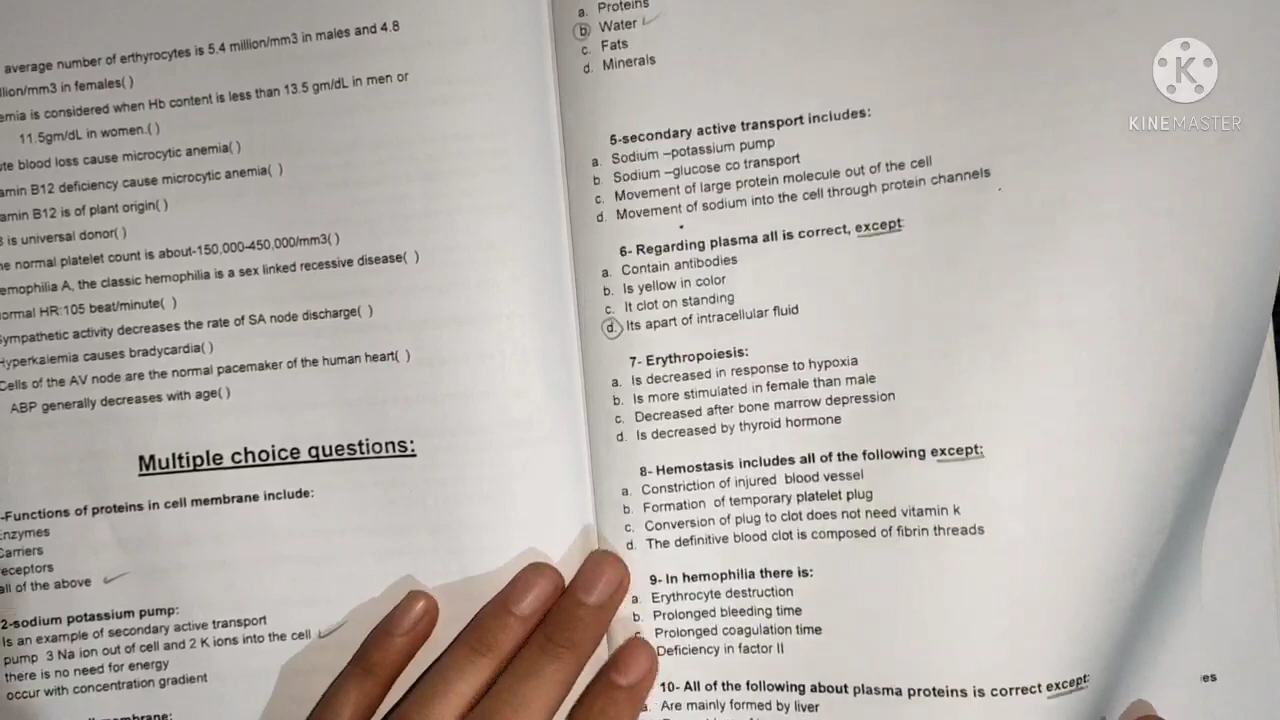 average number of erthyrocytes is 5.4 million/mm3 in males and 4.8
llion/mm3 in females( )
emia is considered when Hb content is less than 13.5 gm/dL in men or
11.5gm/dL in women.( )
ute blood loss cause microcytic anemia( )
amin B12 deficiency cause microcytic anemia( )
amin B12 is of plant origin( )
is universal donor( )
ne normal platelet count is about-150,000-450,000/mm3( )
emophilia A, the classic hemophilia is a sex linked recessive disease( )
ormal HR:105 beat/minute( )
Sympathetic activity decreases the rate of SA node discharge( )
Hyperkalemia causes bradycardia( )
Cells of the AV node are the normal pacemaker of the human heart( )
ABP generally decreases with age( )
Multiple choice questions:
-Functions of proteins in cell membrane include:
Enzymes
Carriers
eceptors
all of the above
2-sodium potassium pump:
Is an example of secondary active transport
pump 3 Na ion out of cell and 2 K ions into the cell
there is no need for energy
occur with concentration gradient
membrane:
a. Proteins
b Water
c. Fats
d. Minerals
5-secondary active transport includes:
a. Sodium –potassium pump
b. Sodium –glucose co transport
c. Movement of large protein molecule out of the cell
d. Movement of sodium into the cell through protein channels
6- Regarding plasma all is correct, except:
a. Contain antibodies
b. Is yellow in color
c. It clot on standing
d. Its apart of intracellular fluid
7- Erythropoiesis:
a. Is decreased in response to hypoxia
b. Is more stimulated in female than male
c. Decreased after bone marrow depression
d. Is decreased by thyroid hormone
8- Hemostasis includes all of the following except:
a. Constriction of injured blood vessel
b. Formation of temporary platelet plug
c. Conversion of plug to clot does not need vitamin k
d. The definitive blood clot is composed of fibrin threads
9- In hemophilia there is:
a. Erythrocyte destruction
b. Prolonged bleeding time
c. Prolonged coagulation time
Deficiency in factor II
10- All of the following about plasma proteins is correct except:
a. Are mainly formed by liver
ies
K
KINEMASTER